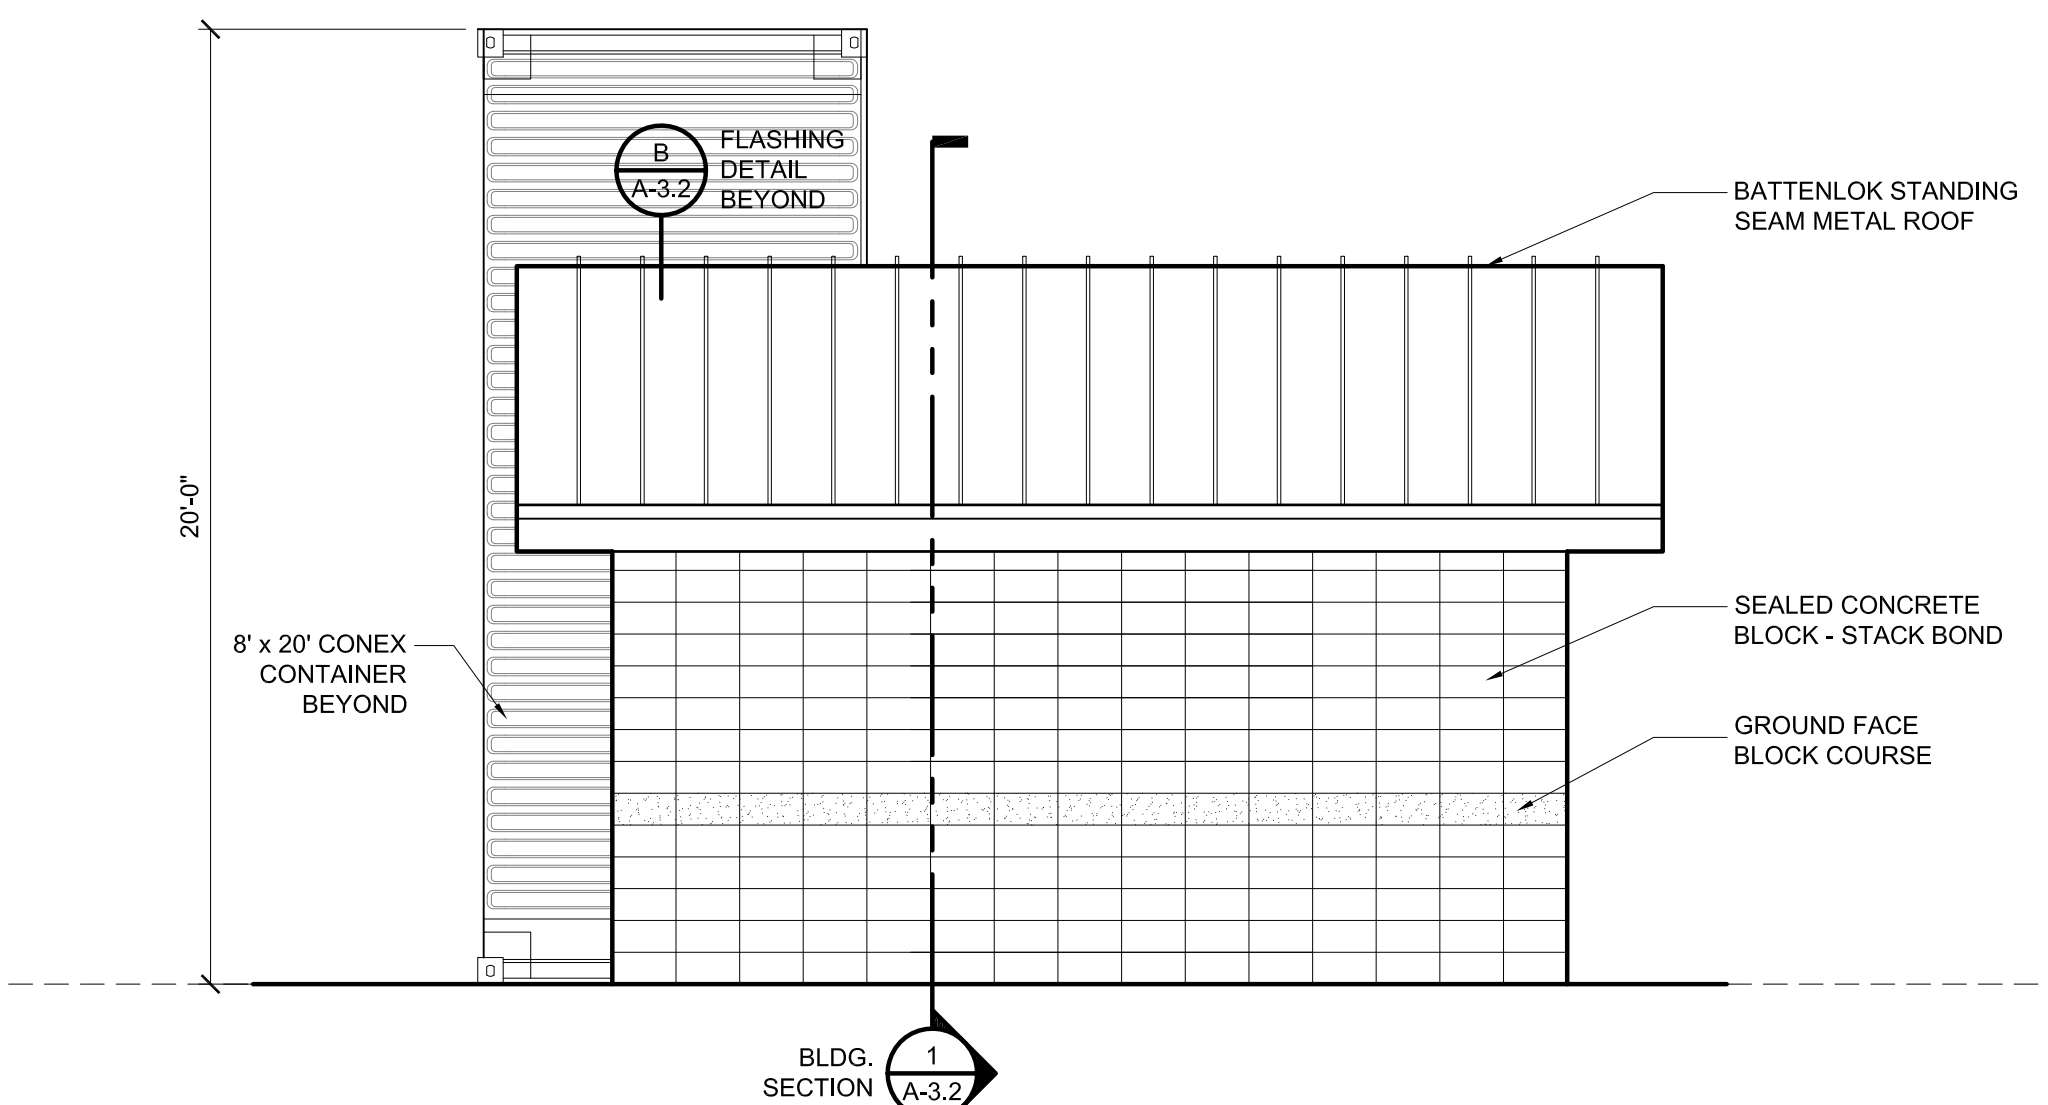 B
A-3.2
FLASHING
DETAIL
BEYOND
BATTENLOK STANDING
SEAM METAL ROOF
20'-0"
8' x 20' CONEX
CONTAINER
BEYOND
SEALED CONCRETE
BLOCK - STACK BOND
GROUND FACE
BLOCK COURSE
BLDG.
SECTION
1
A-3.2